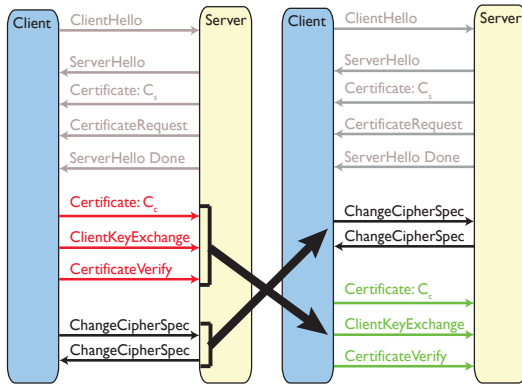 Client
ClientHello
Server
ServerHello
Certificate: Cs
CertificateRequest
ServerHello Done
Certificate: Cc
ClientKeyExchange
CertificateVerify
ChangeCipherSpec
ChangeCipherSpec
Client
ClientHello
Server
ServerHello
Certificate: Cs
CertificateRequest
ServerHello Done
ChangeCipherSpec
ChangeCipherSpec
Certificate: Cc
ClientKeyExchange
CertificateVerify